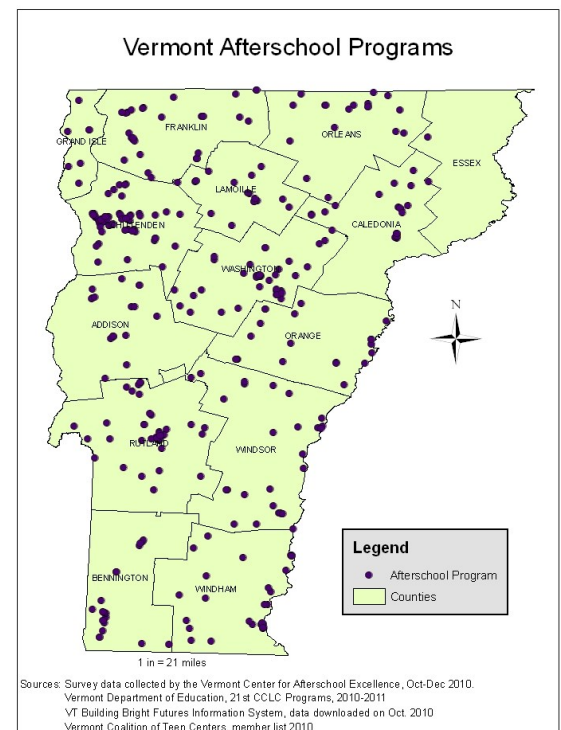 Vermont Afterschool Programs
FRANKLIN
GRAND ISLE
ORLEANS
ESSEX
LAMOILLE
CALEDONIA
WASHINGTON
ADDISON
ORANGE
N
RUTLAND
WINDSOR
Legend
Afterschool Program
Counties
BENNINGTON
WINDHAM
1 in = 21 miles
Sources: Survey data collected by the Vermont Center for Afterschool Excellence, Oct-Dec 2010.
Vermont Department of Education, 21st CCLC Programs, 2010-2011
VT Building Bright Futures Information System, data downloaded on Oct. 2010
Vermont Coalition of Teen Centers, member list 2010